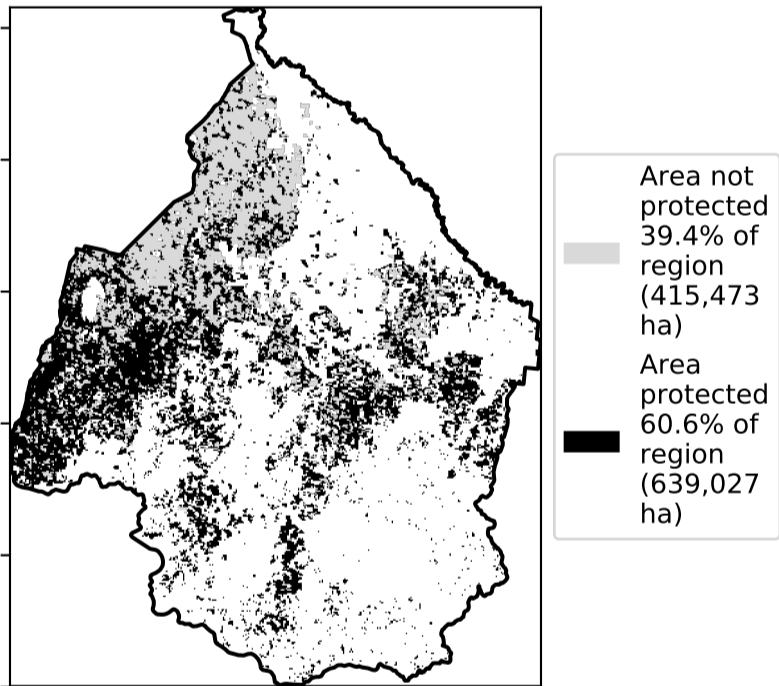 Area not
protected
39.4% of
region
(415,473
ha)
Area
protected
60.6% of
region
(639,027
ha)